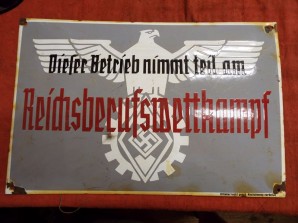 Dieser Betrieb nimmt teil am
Reichsberufswettkampf